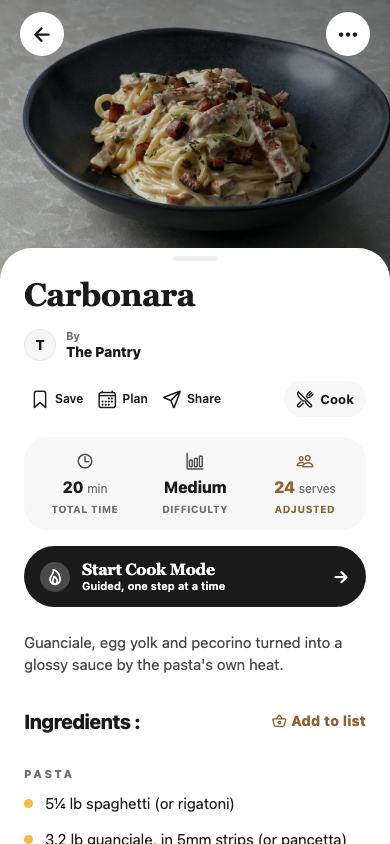 Carbonara
T
By
The Pantry
Save Plan Share Cook
20 min Medium 24 serves
TOTAL TIME DIFFICULTY ADJUSTED
Start Cook Mode
Guided, one step at a time
Guanciale, egg yolk and pecorino turned into a
glossy sauce by the pasta's own heat.
Ingredients : Add to list
PASTA
5¼ lb spaghetti (or rigatoni)
3.2 lb guanciale, in 5mm strips (or pancetta)